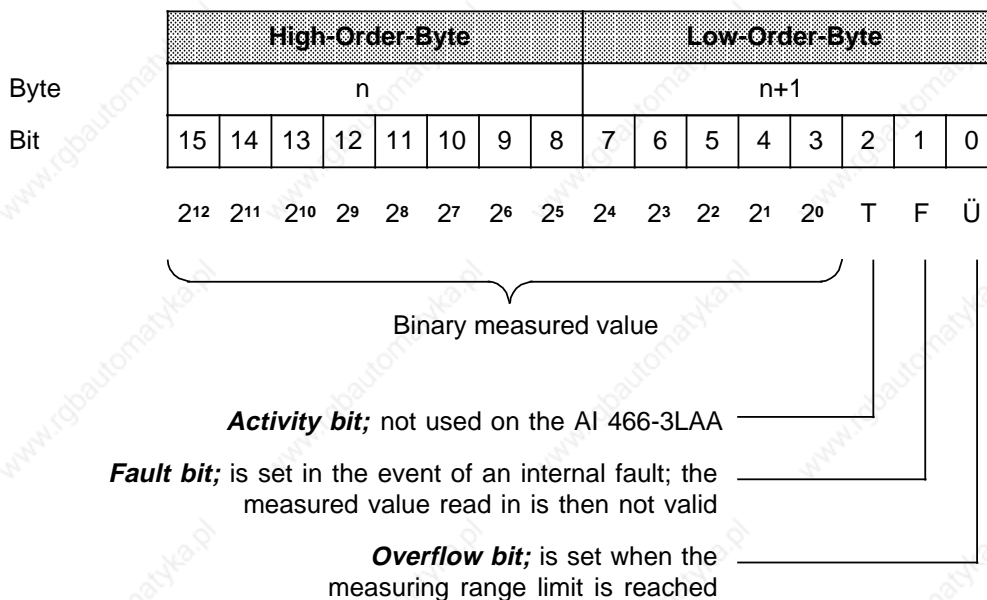 High-Order-Byte Low-Order-Byte
Byte n n+1
Bit 15 14 13 12 11 10 9 8 7 6 5 4 3 2 1 0
2¹² 2¹¹ 2¹⁰ 2⁹ 2⁸ 2⁷ 2⁶ 2⁵ 2⁴ 2³ 2² 2¹ 2⁰ T F Ü
Binary measured value
Activity bit; not used on the AI 466-3LAA
Fault bit; is set in the event of an internal fault; the
measured value read in is then not valid
Overflow bit; is set when the
measuring range limit is reached
www.rgbautomatyka.pl